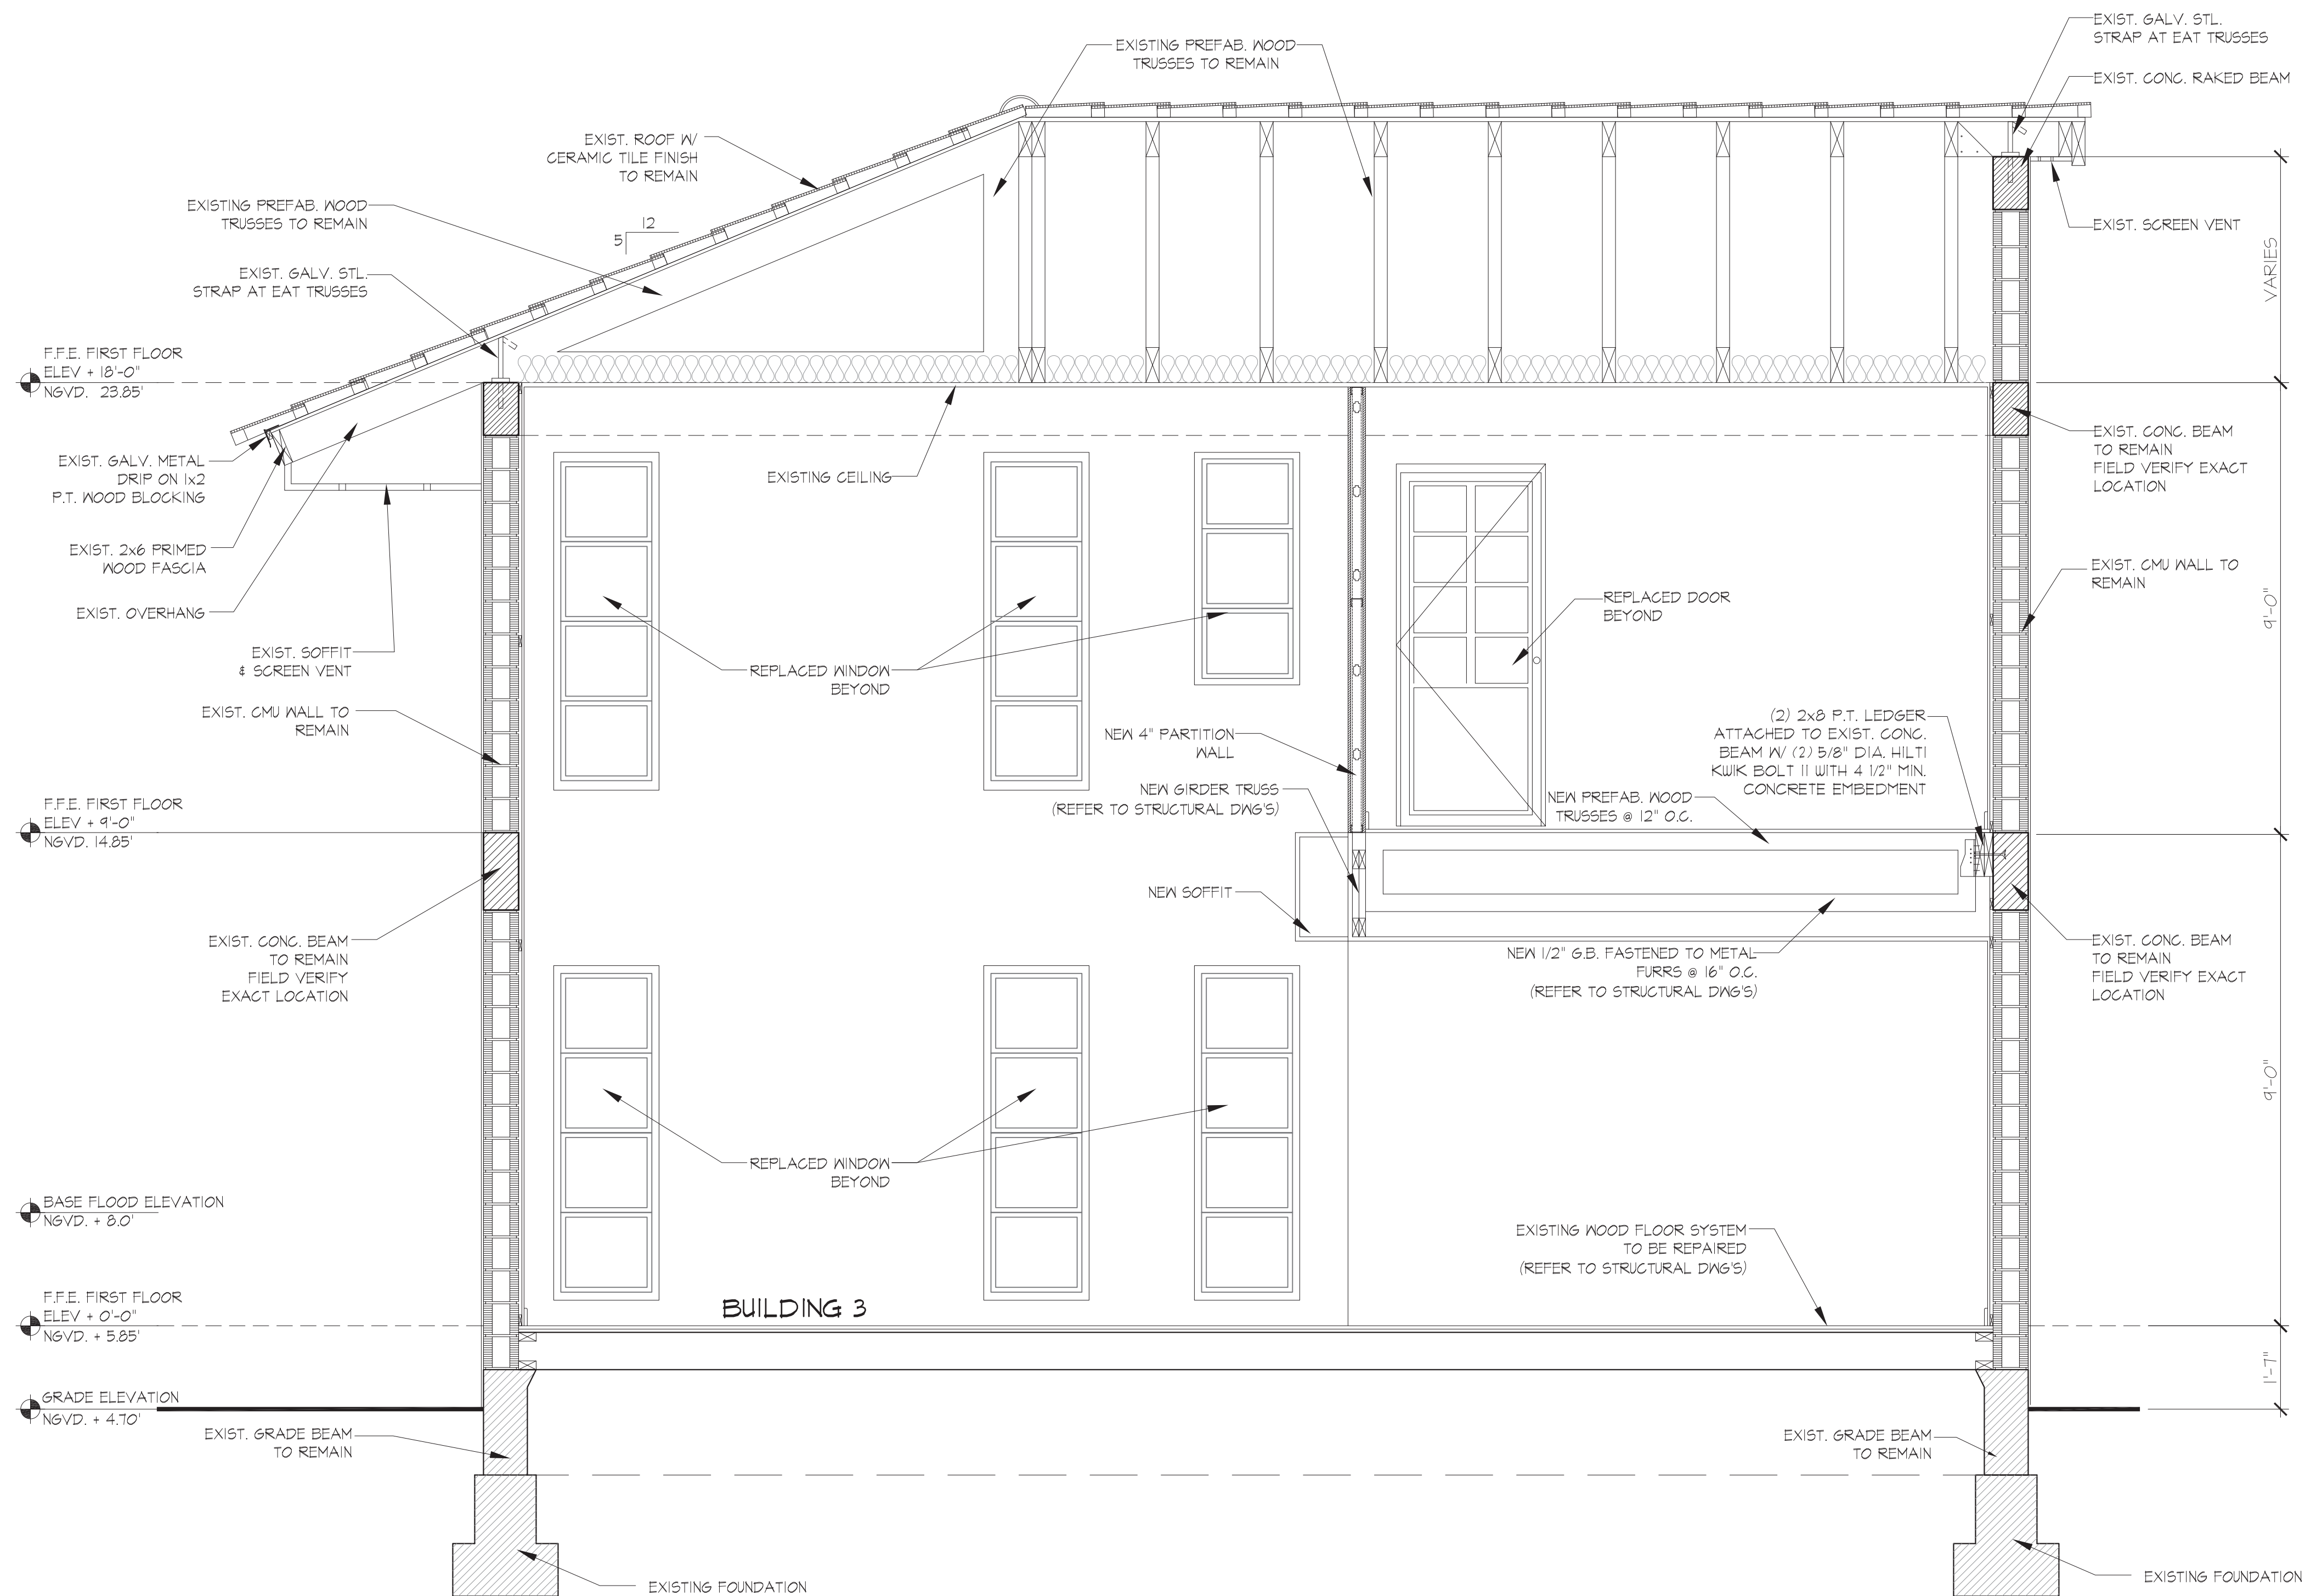 EXIST. GALV. STL.
STRAP AT EAT TRUSSES
EXIST. CONC. RAKED BEAM
EXISTING PREFAB. WOOD
TRUSSES TO REMAIN
EXIST. ROOF W/
CERAMIC TILE FINISH
TO REMAIN
EXISTING PREFAB. WOOD
TRUSSES TO REMAIN
12
5
EXIST. SCREEN VENT
VARIES
EXIST. GALV. STL.
STRAP AT EAT TRUSSES
F.F.E. FIRST FLOOR
ELEV + 18'-0"
NGVD. 23.85'
EXIST. GALV. METAL
DRIP ON 1x2
P.T. WOOD BLOCKING
EXISTING CEILING
EXIST. CONC. BEAM
TO REMAIN
FIELD VERIFY EXACT
LOCATION
EXIST. 2x6 PRIMED
WOOD FASCIA
EXIST. OVERHANG
EXIST. SOFFIT
& SCREEN VENT
EXIST. CMU WALL TO
REMAIN
REPLACED WINDOW
BEYOND
REPLACED DOOR
BEYOND
EXIST. CMU WALL TO
REMAIN
9'-0"
NEW 4" PARTITION
WALL
(2) 2x8 P.T. LEDGER
ATTACHED TO EXIST. CONC.
BEAM W/ (2) 5/8" DIA. HILTI
KWIK BOLT II WITH 4 1/2" MIN.
CONCRETE EMBEDMENT
NEW GIRDER TRUSS
(REFER TO STRUCTURAL DWG'S)
NEW PREFAB. WOOD
TRUSSES @ 12" O.C.
F.F.E. FIRST FLOOR
ELEV + 9'-0"
NGVD. 14.85'
NEW SOFFIT
EXIST. CONC. BEAM
TO REMAIN
FIELD VERIFY
EXACT LOCATION
NEW 1/2" G.B. FASTENED TO METAL
FURRS @ 16" O.C.
(REFER TO STRUCTURAL DWG'S)
EXIST. CONC. BEAM
TO REMAIN
FIELD VERIFY EXACT
LOCATION
9'-0"
REPLACED WINDOW
BEYOND
BASE FLOOD ELEVATION
NGVD. + 8.0'
EXISTING WOOD FLOOR SYSTEM
TO BE REPAIRED
(REFER TO STRUCTURAL DWG'S)
F.F.E. FIRST FLOOR
ELEV + 0'-0"
NGVD. + 5.85'
BUILDING 3
1'-7"
GRADE ELEVATION
NGVD. + 4.70'
EXIST. GRADE BEAM
TO REMAIN
EXIST. GRADE BEAM
TO REMAIN
EXISTING FOUNDATION
EXISTING FOUNDATION